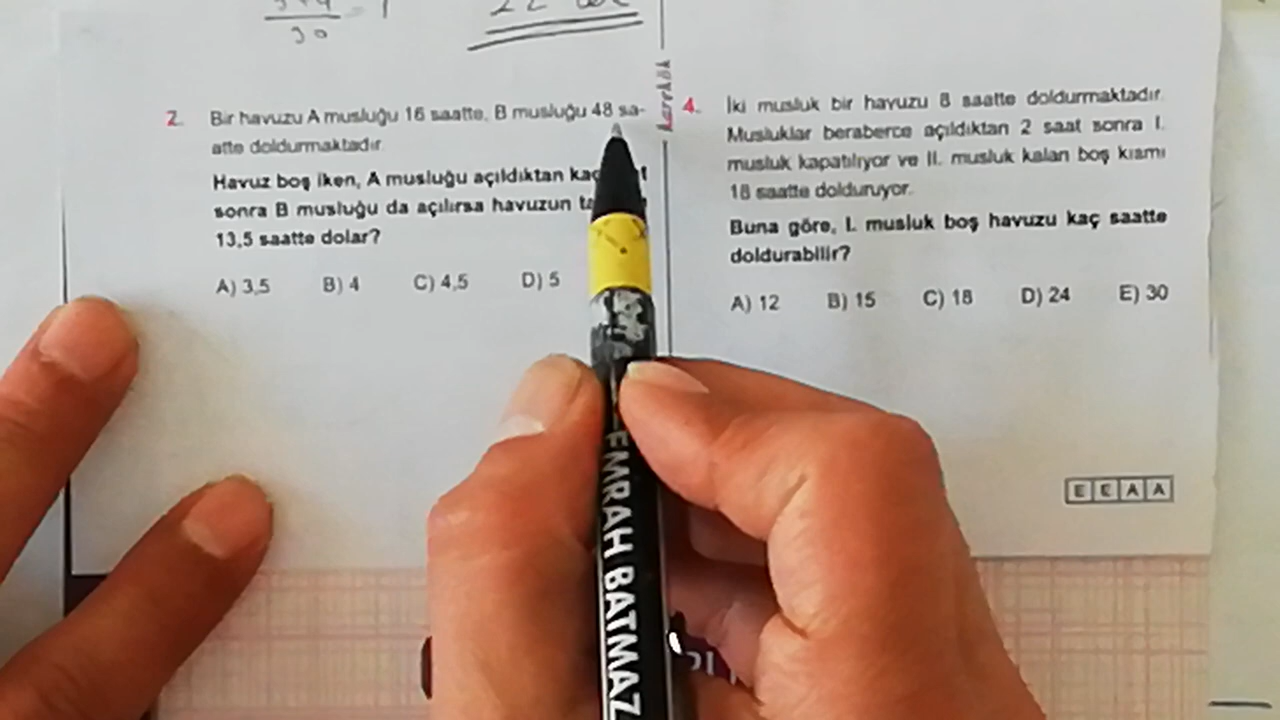 30
2. Bir havuzu A musluğu 16 saatte, B musluğu 48 sa-
atte doldurmaktadır.
Havuz boş iken, A musluğu açıldıktan
sonra B musluğu da açılırsa havuzun
13,5 saatte dolar?
A) 3,5 B) 4 C) 4,5 D) 5
karekök
4. İki musluk bir havuzu 8 saatte doldurmaktadır.
Musluklar beraberce açıldıktan 2 saat sonra I.
musluk kapatılıyor ve II. musluk kalan boş kısmı
18 saatte dolduruyor.
Buna göre, I. musluk boş havuzu kaç saatte
doldurabilir?
A) 12 B) 15 C) 18 D) 24 E) 30
E E A A
EMRAH BATMAZ